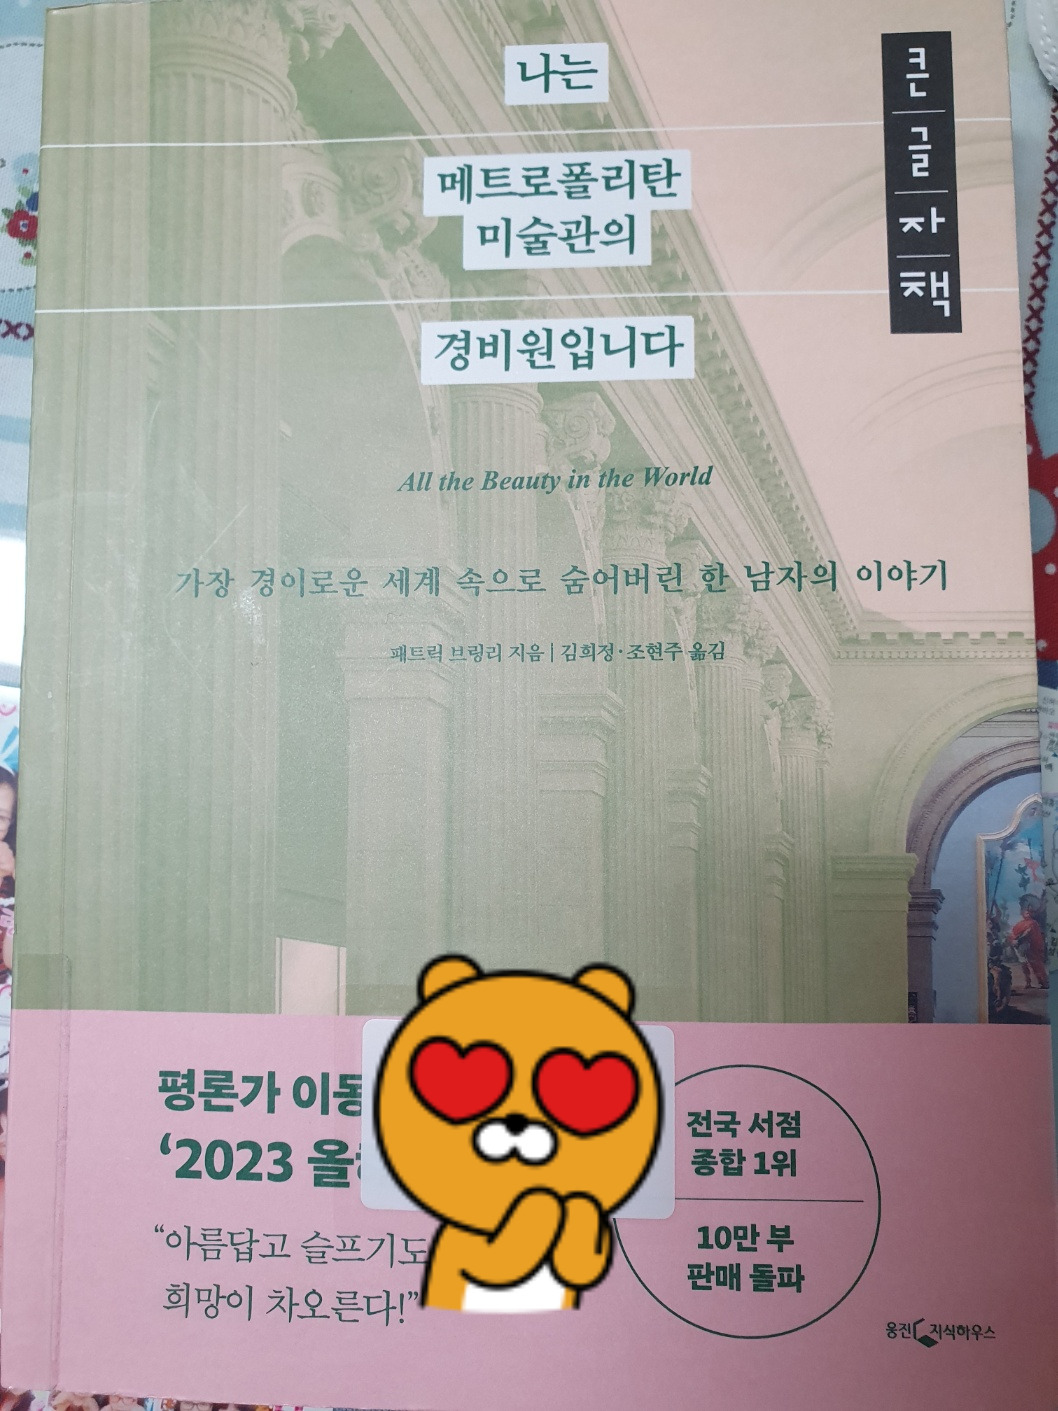 나는
메트로폴리탄
미술관의
경비원입니다
큰글자책
All the Beauty in the World
가장 경이로운 세계 속으로 숨어버린 한 남자의 이야기
패트릭 브링리 지음 | 김희정·조현주 옮김
평론가
‘2023
“아름답고 슬프기도
희망이 차오른다!”
전국 서점
종합 1위
10만 부
판매 돌파
웅진 지식하우스